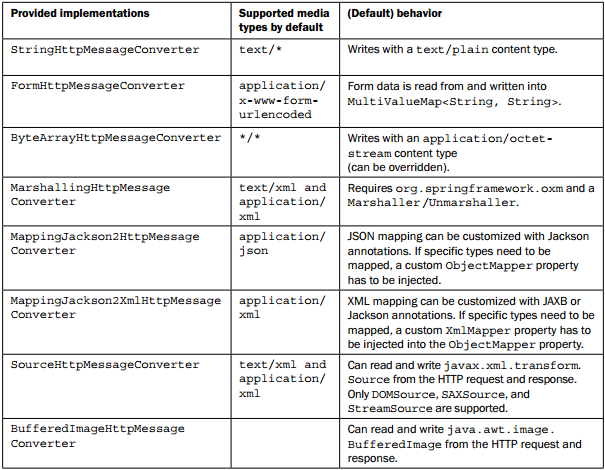 Provided implementations
Supported media
types by default
(Default) behavior
StringHttpMessageConverter
text/*
Writes with a text/plain content type.
FormHttpMessageConverter
application/
x-www-form-
urlencoded
Form data is read from and written into
MultiValueMap<String, String>.
ByteArrayHttpMessageConverter
*/*
Writes with an application/octet-
stream content type
(can be overridden).
MarshallingHttpMessage
Converter
text/xml and
application/
xml
Requires org.springframework.oxm and a
Marshaller /Unmarshaller.
MappingJackson2HttpMessage
Converter
application/
json
JSON mapping can be customized with Jackson
annotations. If specific types need to be
mapped, a custom ObjectMapper property
has to be injected.
MappingJackson2XmlHttpMessage
Converter
application/
xml
XML mapping can be customized with JAXB or
Jackson annotations. If specific types need to be
mapped, a custom XmlMapper property has to
be injected into the ObjectMapper property.
SourceHttpMessageConverter
text/xml and
application/
xml
Can read and write javax.xml.transform.
Source from the HTTP request and response.
Only DOMSource, SAXSource, and
StreamSource are supported.
BufferedImageHttpMessage
Converter
Can read and write java.awt.image.
BufferedImage from the HTTP request and
response.